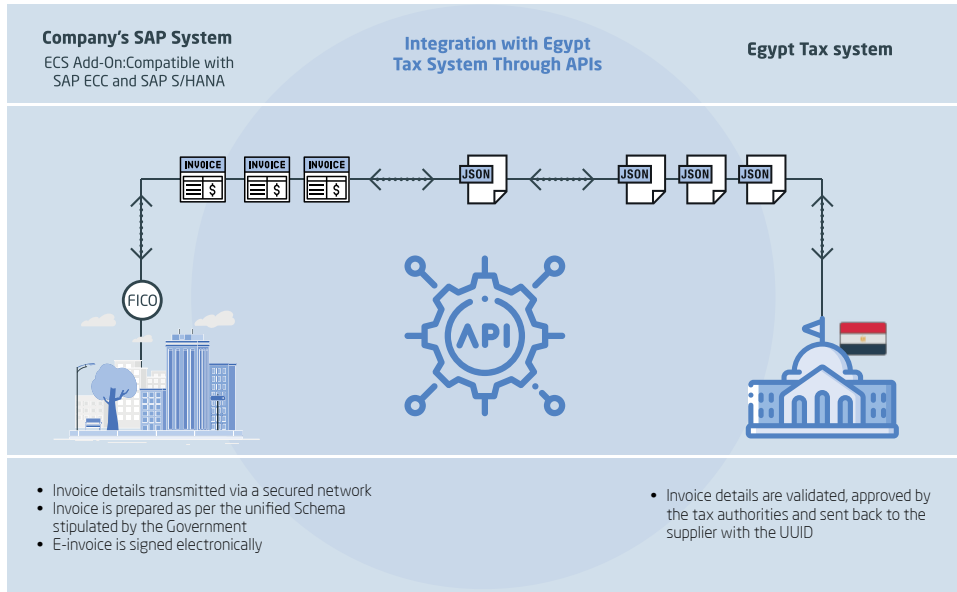 Company's SAP System
ECS Add-On:Compatible with
SAP ECC and SAP S/HANA
Integration with Egypt
Tax System Through APIs
Egypt Tax system
INVOICE
INVOICE
INVOICE
JSON
JSON
JSON
JSON
$
$
$
FICO
API
• Invoice details transmitted via a secured network
• Invoice is prepared as per the unified Schema
stipulated by the Government
• E-invoice is signed electronically
• Invoice details are validated, approved by
the tax authorities and sent back to the
supplier with the UUID